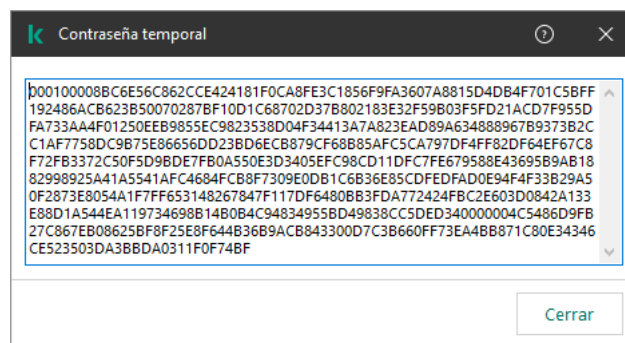 Contraseña temporal
000100008BC6E56C862CCE424181F0CA8FE3C1856F9FA3607A8815D4DB4F701C5BFF
192486ACB623B50070287BF10D1C68702D37B802183E32F59B03F5FD21ACD7F955D
FA733AA4F01250EEB9855EC9823538D04F34413A7A823EAD89A634888967B9373B2C
C1AF7758DC9B75E86656DD23BD6ECB879CF68B85AFC5CA797DF4FF82DF64EF67C8
F72FB3372C50F5D9BDE7FB0A550E3D3405EFC98CD11DFC7FE679588E43695B9AB18
82998925A41A5541AFC4684FCB8F7309E0DB1C6B36E85CDFEDFAD0E94F4F33B29A5
0F2873E8054A1F7FF653148267847F117DF6480BB3FDA772424FBC2E603D0842A133
E88D1A544EA119734698B14B0B4C94834955BD49838CC5DED340000004C5486D9FB
27C867EB08625BF8F25E8F644B36B9ACB843300D7C3B660FF73EA4BB871C80E34346
CE523503DA3BBDA0311F0F74BF
Cerrar